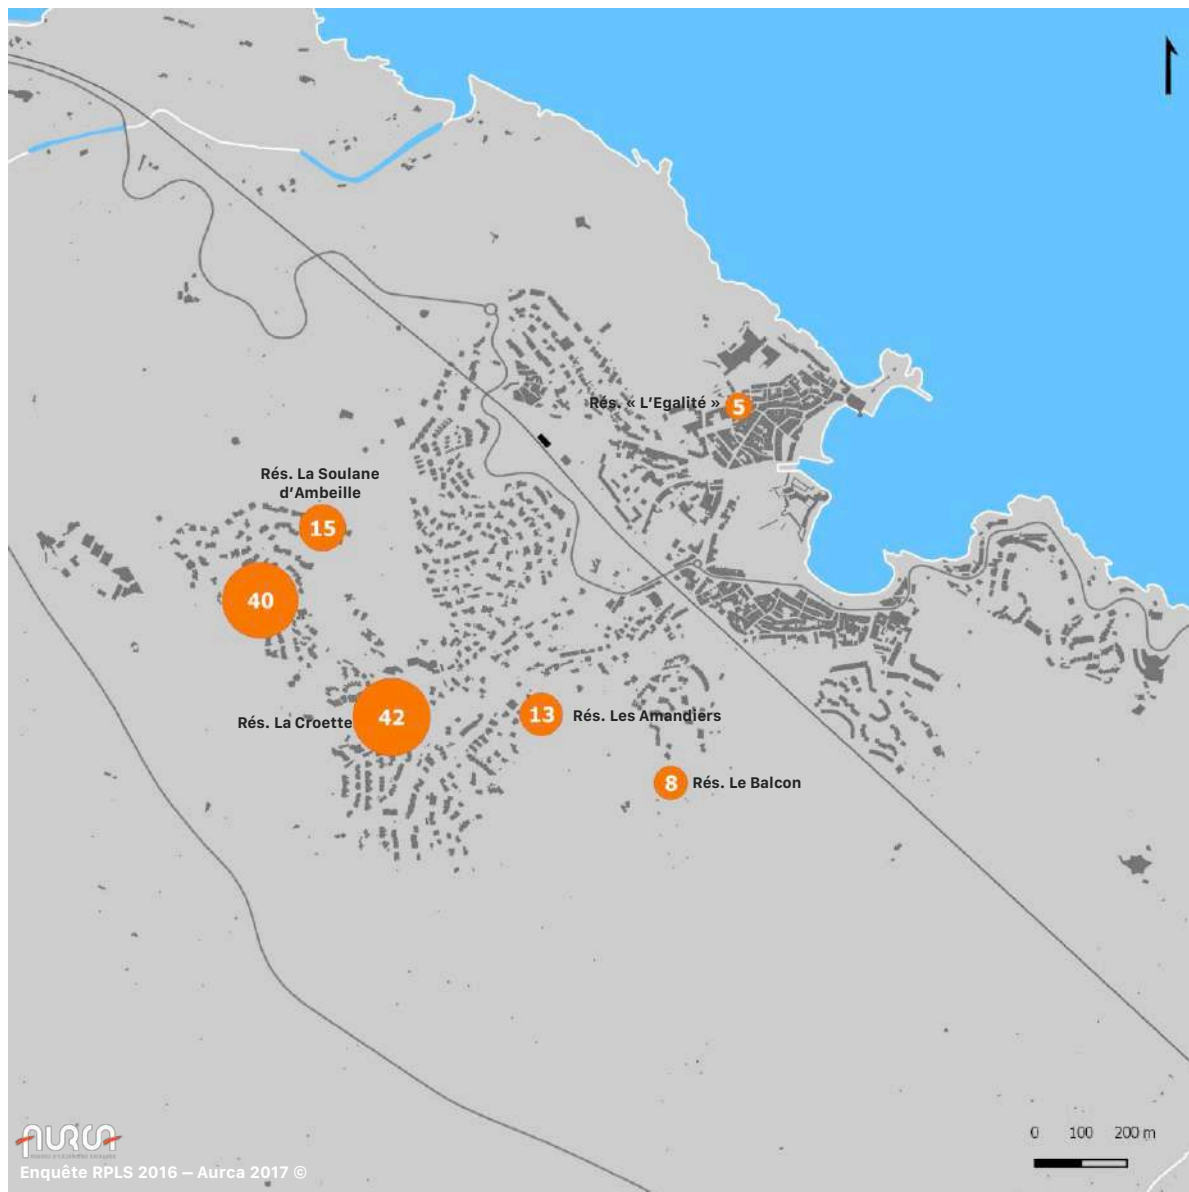 Rés. « L’Egalité »
5
Rés. La Soulane
d’Ambeille
15
40
Rés. La Croette
42
13
Rés. Les Amandiers
8
Rés. Le Balcon
0 100 200 m
AURCA
Enquête RPLS 2016 – Aurca 2017 ©